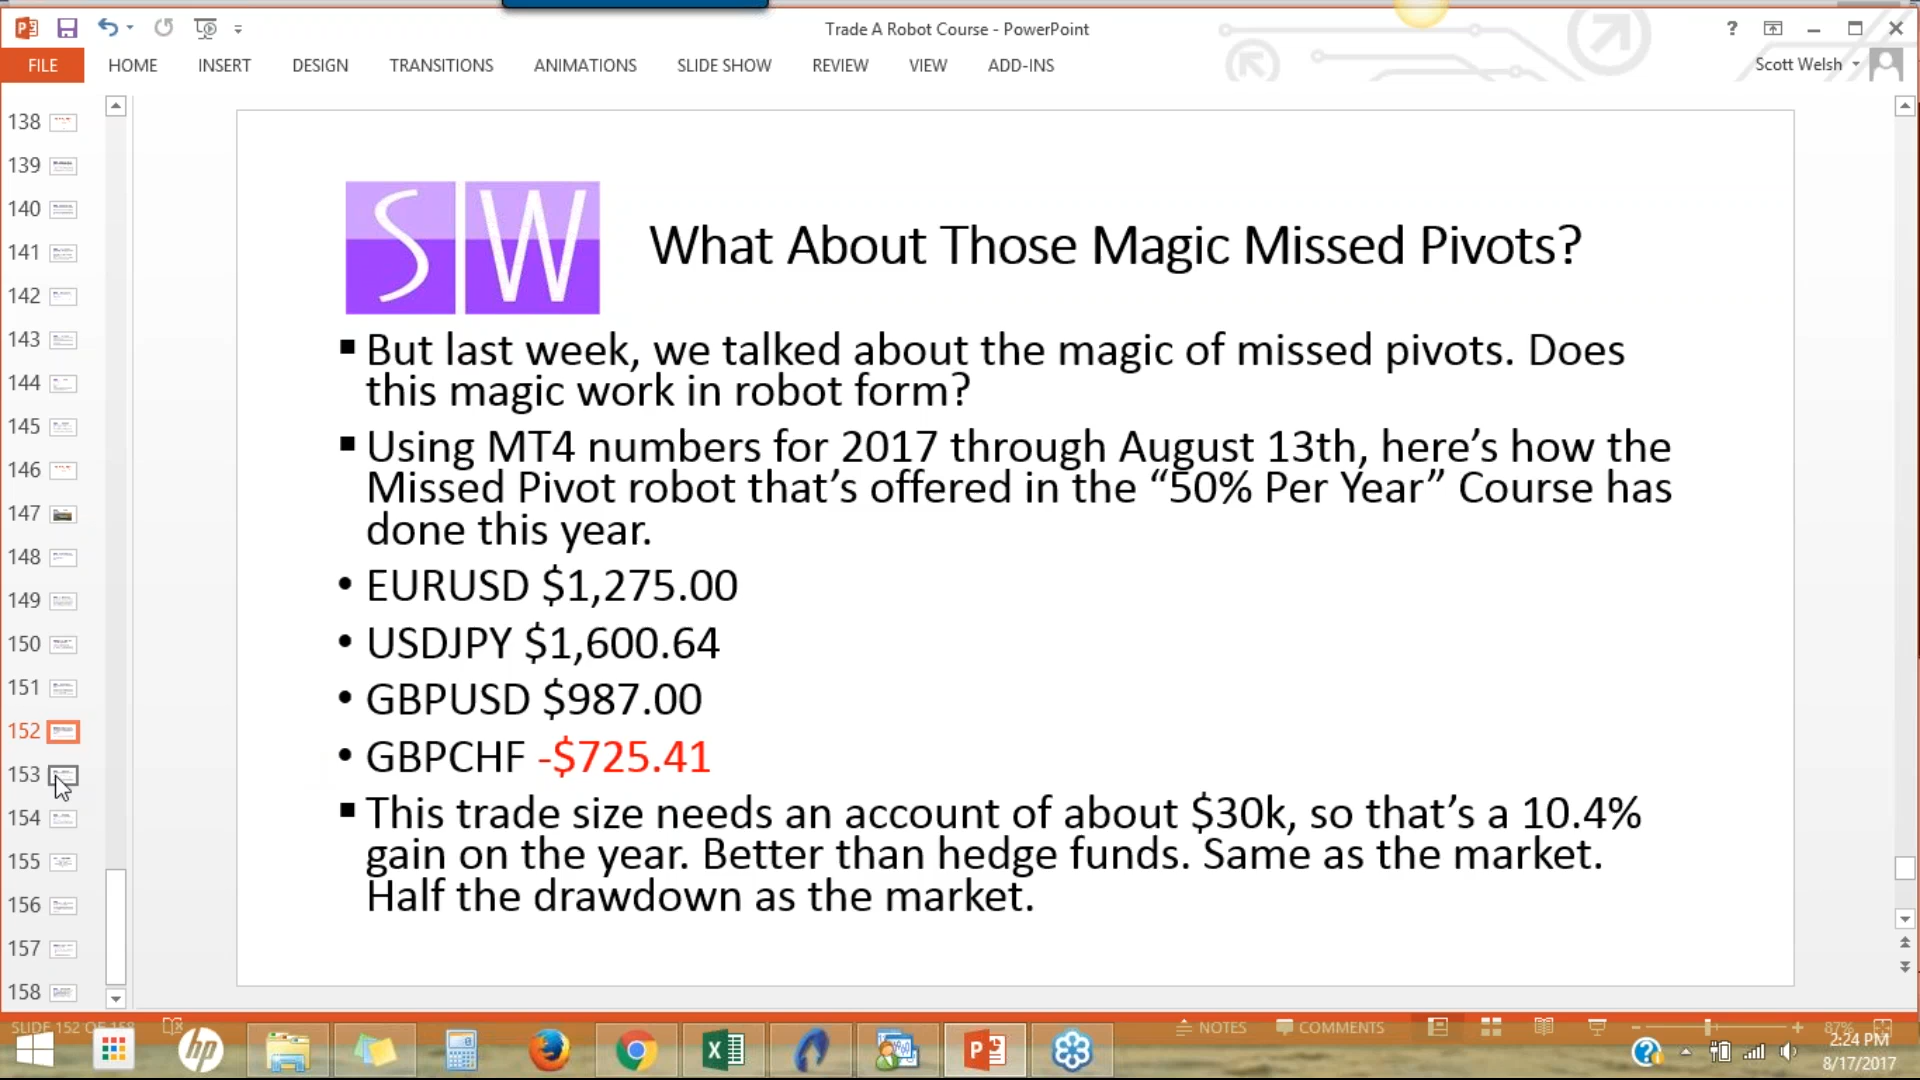 Trade A Robot Course - PowerPoint
?
FILE HOME INSERT DESIGN TRANSITIONS ANIMATIONS SLIDE SHOW REVIEW VIEW ADD-INS
Scott Welsh
138
139
140
141
142
143
144
145
146
147
148
149
150
151
152
153
154
155
156
157
158
S W
What About Those Magic Missed Pivots?
But last week, we talked about the magic of missed pivots. Does
this magic work in robot form?
Using MT4 numbers for 2017 through August 13th, here’s how the
Missed Pivot robot that’s offered in the “50% Per Year” Course has
done this year.
EURUSD $1,275.00
USDJPY $1,600.64
GBPUSD $987.00
GBPCHF -$725.41
This trade size needs an account of about $30k, so that’s a 10.4%
gain on the year. Better than hedge funds. Same as the market.
Half the drawdown as the market.
SLIDE 152 OF 158
NOTES COMMENTS 87%
hp
2:24 PM
8/17/2017